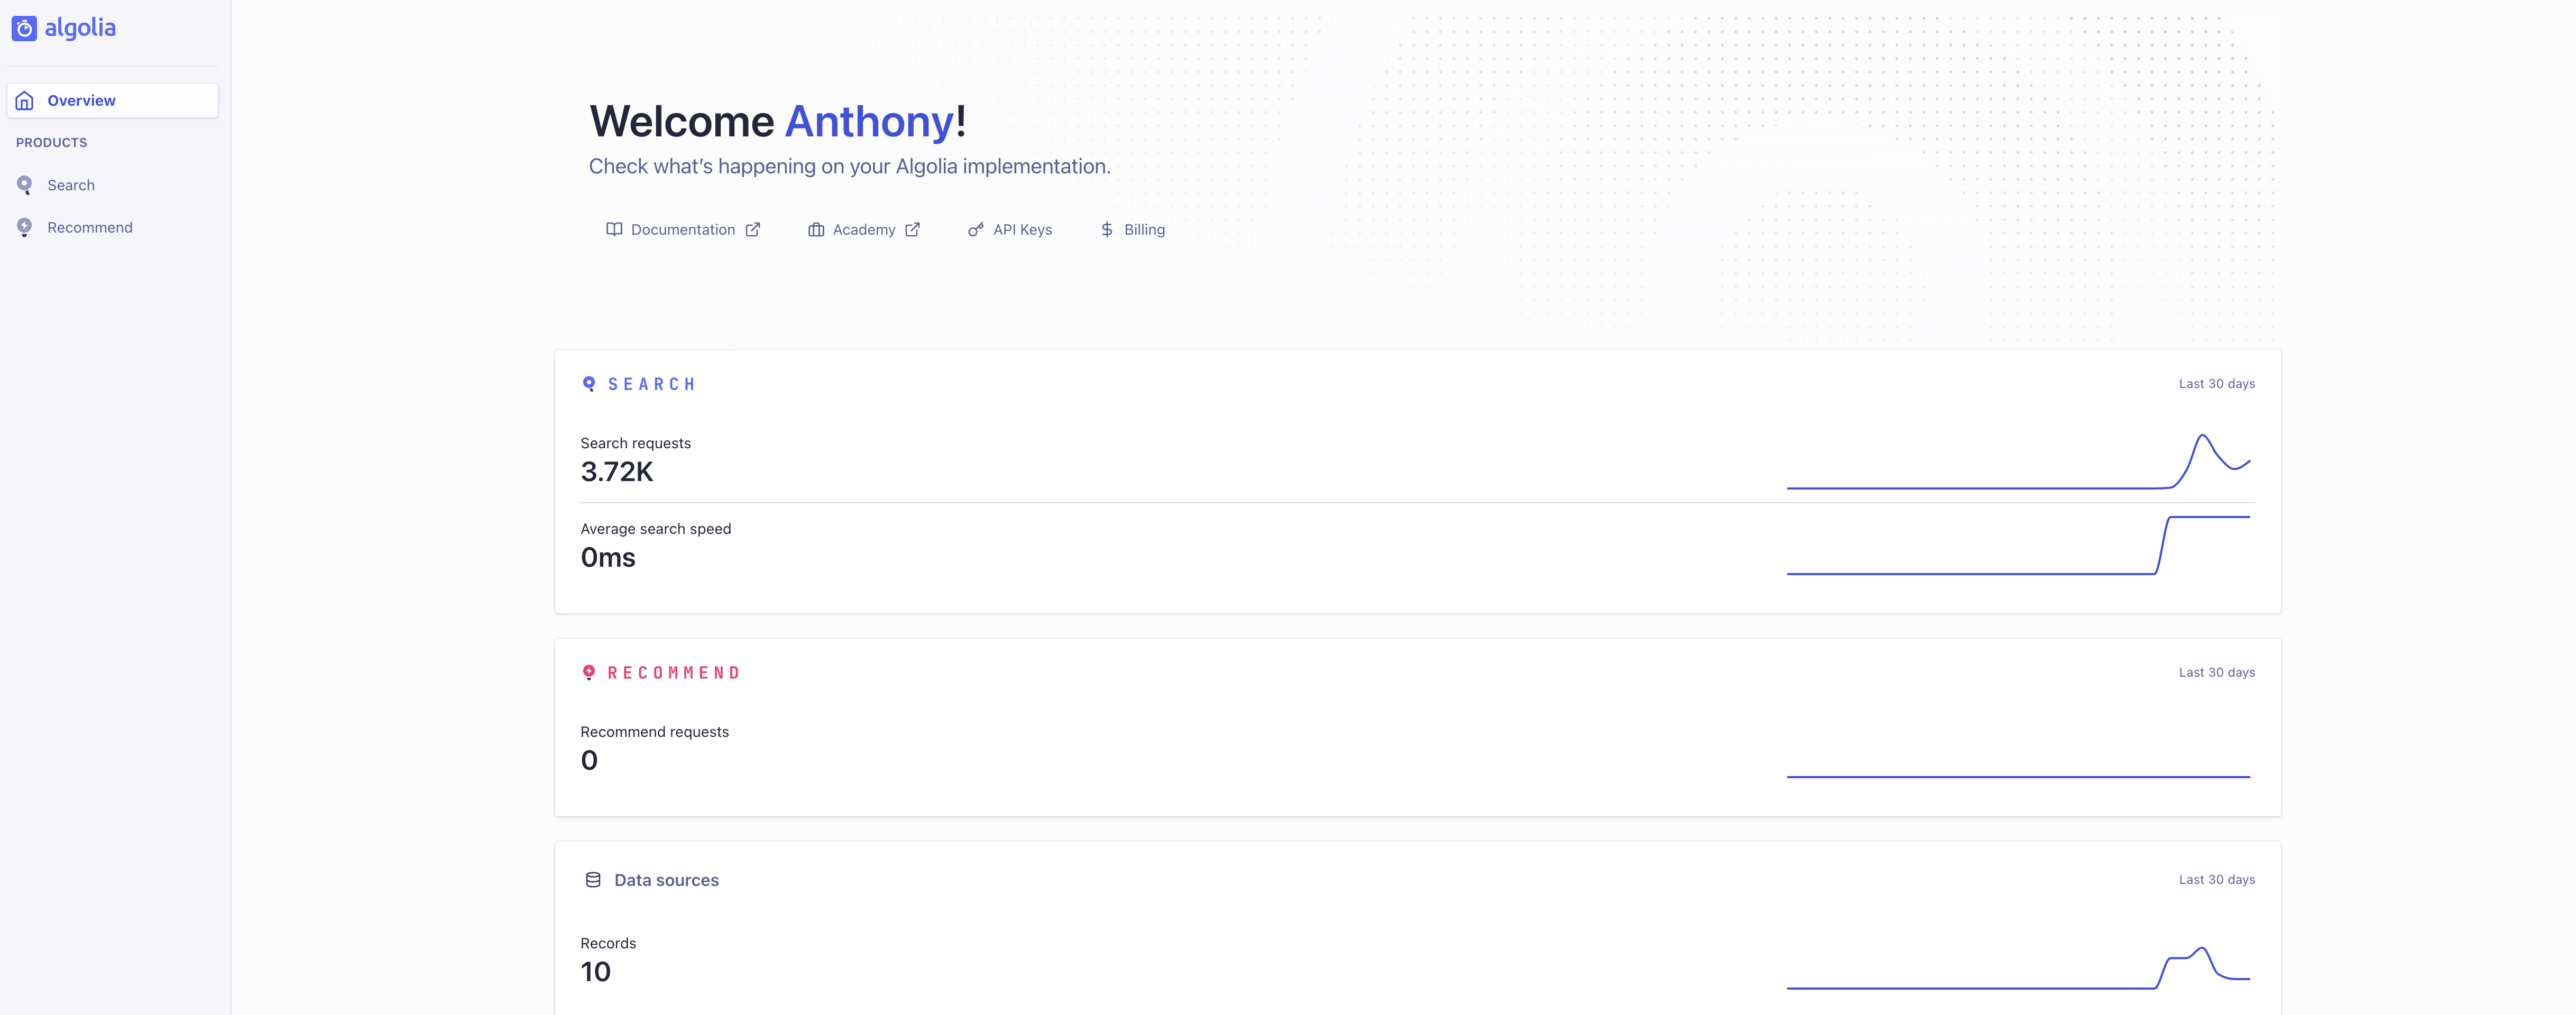 algolia
Overview
PRODUCTS
Search
Recommend
Welcome Anthony!
Check what’s happening on your Algolia implementation.
Documentation Academy API Keys Billing
SEARCH Last 30 days
Search requests
3.72K
Average search speed
0ms
RECOMMEND Last 30 days
Recommend requests
0
Data sources Last 30 days
Records
10